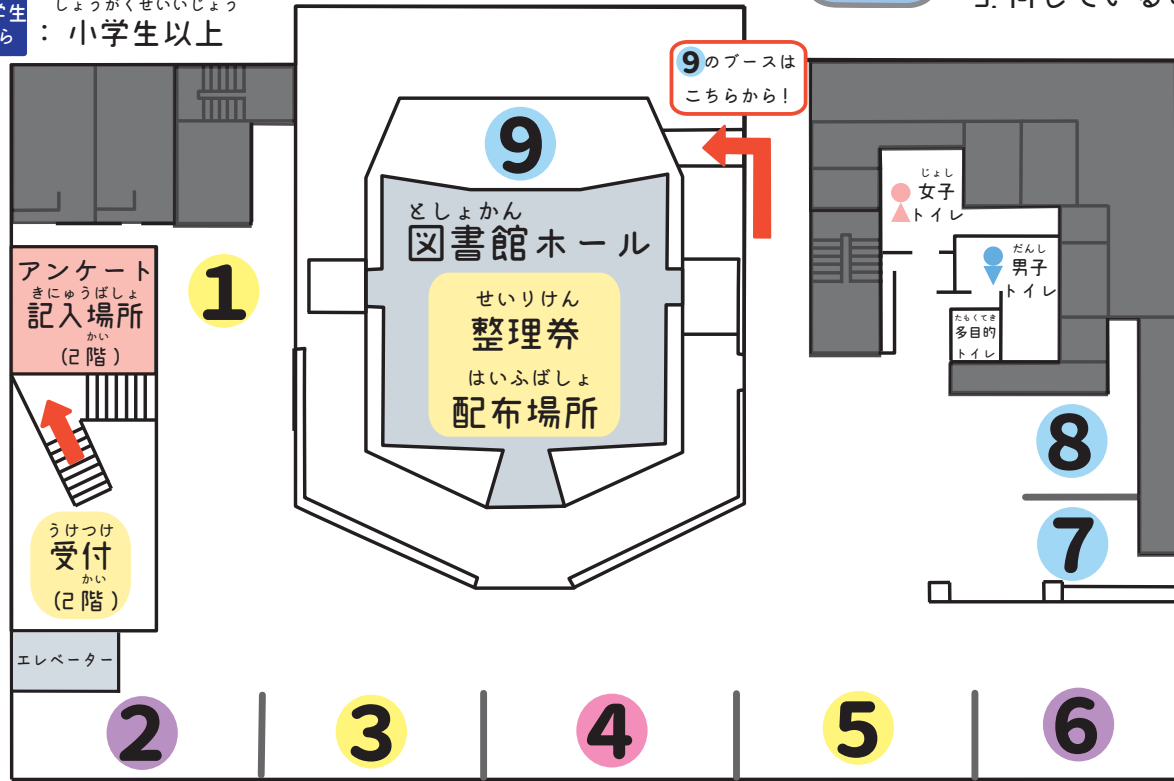 学生
ら
しょうがくせいいじょう
: 小学生以上
9のブースは
こちらから!
9
としょかん
図書館ホール
せいりけん
整理券
はいふばしょ
配布場所
じょし
女子
トイレ
だんし
男子
トイレ
たもくてき
多目的
トイレ
アンケート
きにゅうばしょ
記入場所
かい
(2階)
1
うけつけ
受付
かい
(2階)
エレベーター
8
7
2
3
4
5
6